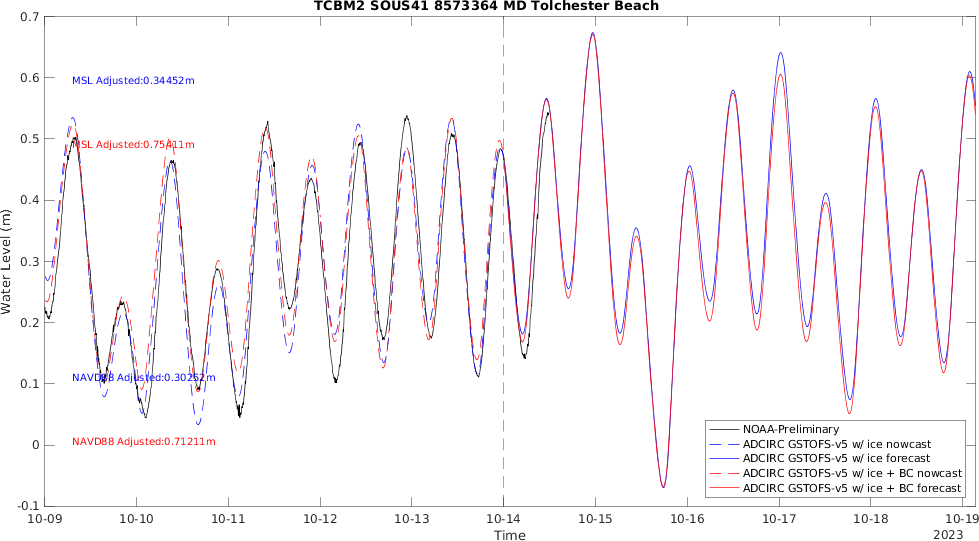 TCBM2 SOUS41 8573364 MD Tolchester Beach
Water Level (m)
0.7
0.6
0.5
0.4
0.3
0.2
0.1
0
-0.1
MSL Adjusted:0.34452m
MSL Adjusted:0.75411m
NAVD88 Adjusted:0.30252m
NAVD88 Adjusted:0.71211m
NOAA-Preliminary
ADCIRC GSTOFS-v5 w/ ice nowcast
ADCIRC GSTOFS-v5 w/ ice forecast
ADCIRC GSTOFS-v5 w/ ice + BC nowcast
ADCIRC GSTOFS-v5 w/ ice + BC forecast
10-09 10-10 10-11 10-12 10-13 10-14 10-15 10-16 10-17 10-18 10-19
Time
2023